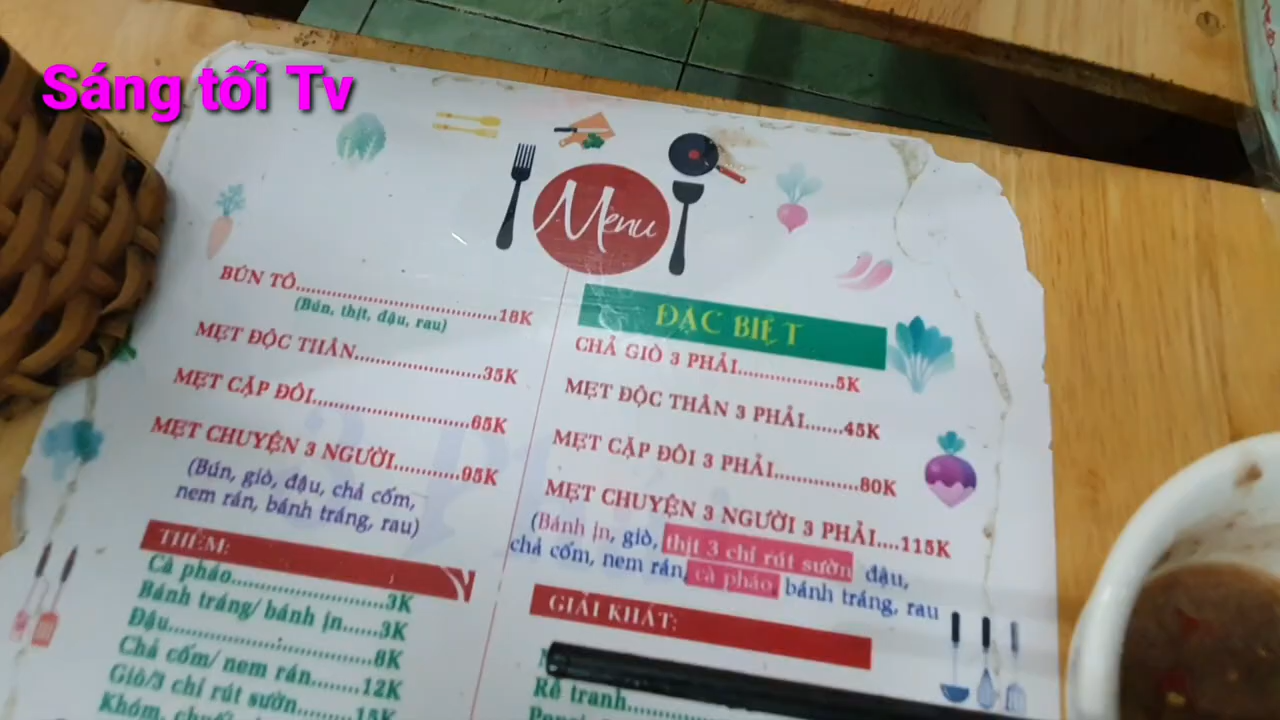 Sáng tối Tv
Menu
BÚN TÔ...18K
(Bún, thịt, đậu, rau)
MẸT ĐỘC THÂN...35K
MẸT CẶP ĐÔI...65K
MẸT CHUYỆN 3 NGƯỜI...95K
(Bún, giò, đậu, chả cốm,
nem rán, bánh tráng, rau)
THÊM:
Cà pháo...3K
Bánh tráng/ bánh ịn...3K
Đậu...6K
Chả cốm/ nem rán...12K
Giò/3 chỉ rút sườn...15K
Khóm,
ĐẶC BIỆT
CHẢ GIÒ 3 PHẢI...5K
MẸT ĐỘC THÂN 3 PHẢI...45K
MẸT CẶP ĐÔI 3 PHẢI...80K
MẸT CHUYỆN 3 NGƯỜI 3 PHẢI...115K
(Bánh ịn, giò, thịt 3 chỉ rút sườn đậu,
chả cốm, nem rán, cà pháo, bánh tráng, rau
GIẢI KHÁT:
Rễ tranh...
Pepsi